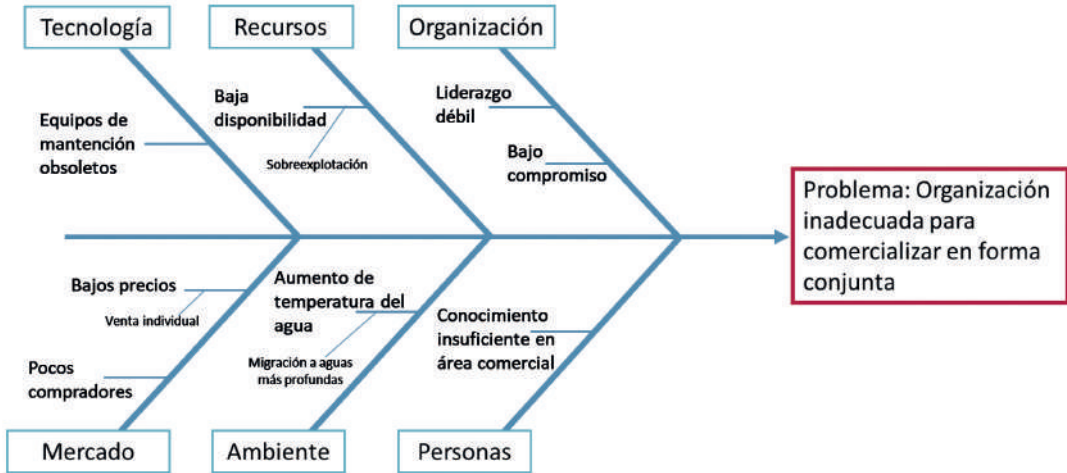 Tecnología
Recursos
Organización
Equipos de
mantención
obsoletos
Baja
disponibilidad
Sobreexplotación
Liderazgo
débil
Bajo
compromiso
Problema: Organización
inadecuada para
comercializar en forma
conjunta
Bajos precios
Venta individual
Pocos
compradores
Aumento de
temperatura del
agua
Migración a aguas
más profundas
Conocimiento
insuficiente en
área comercial
Mercado
Ambiente
Personas